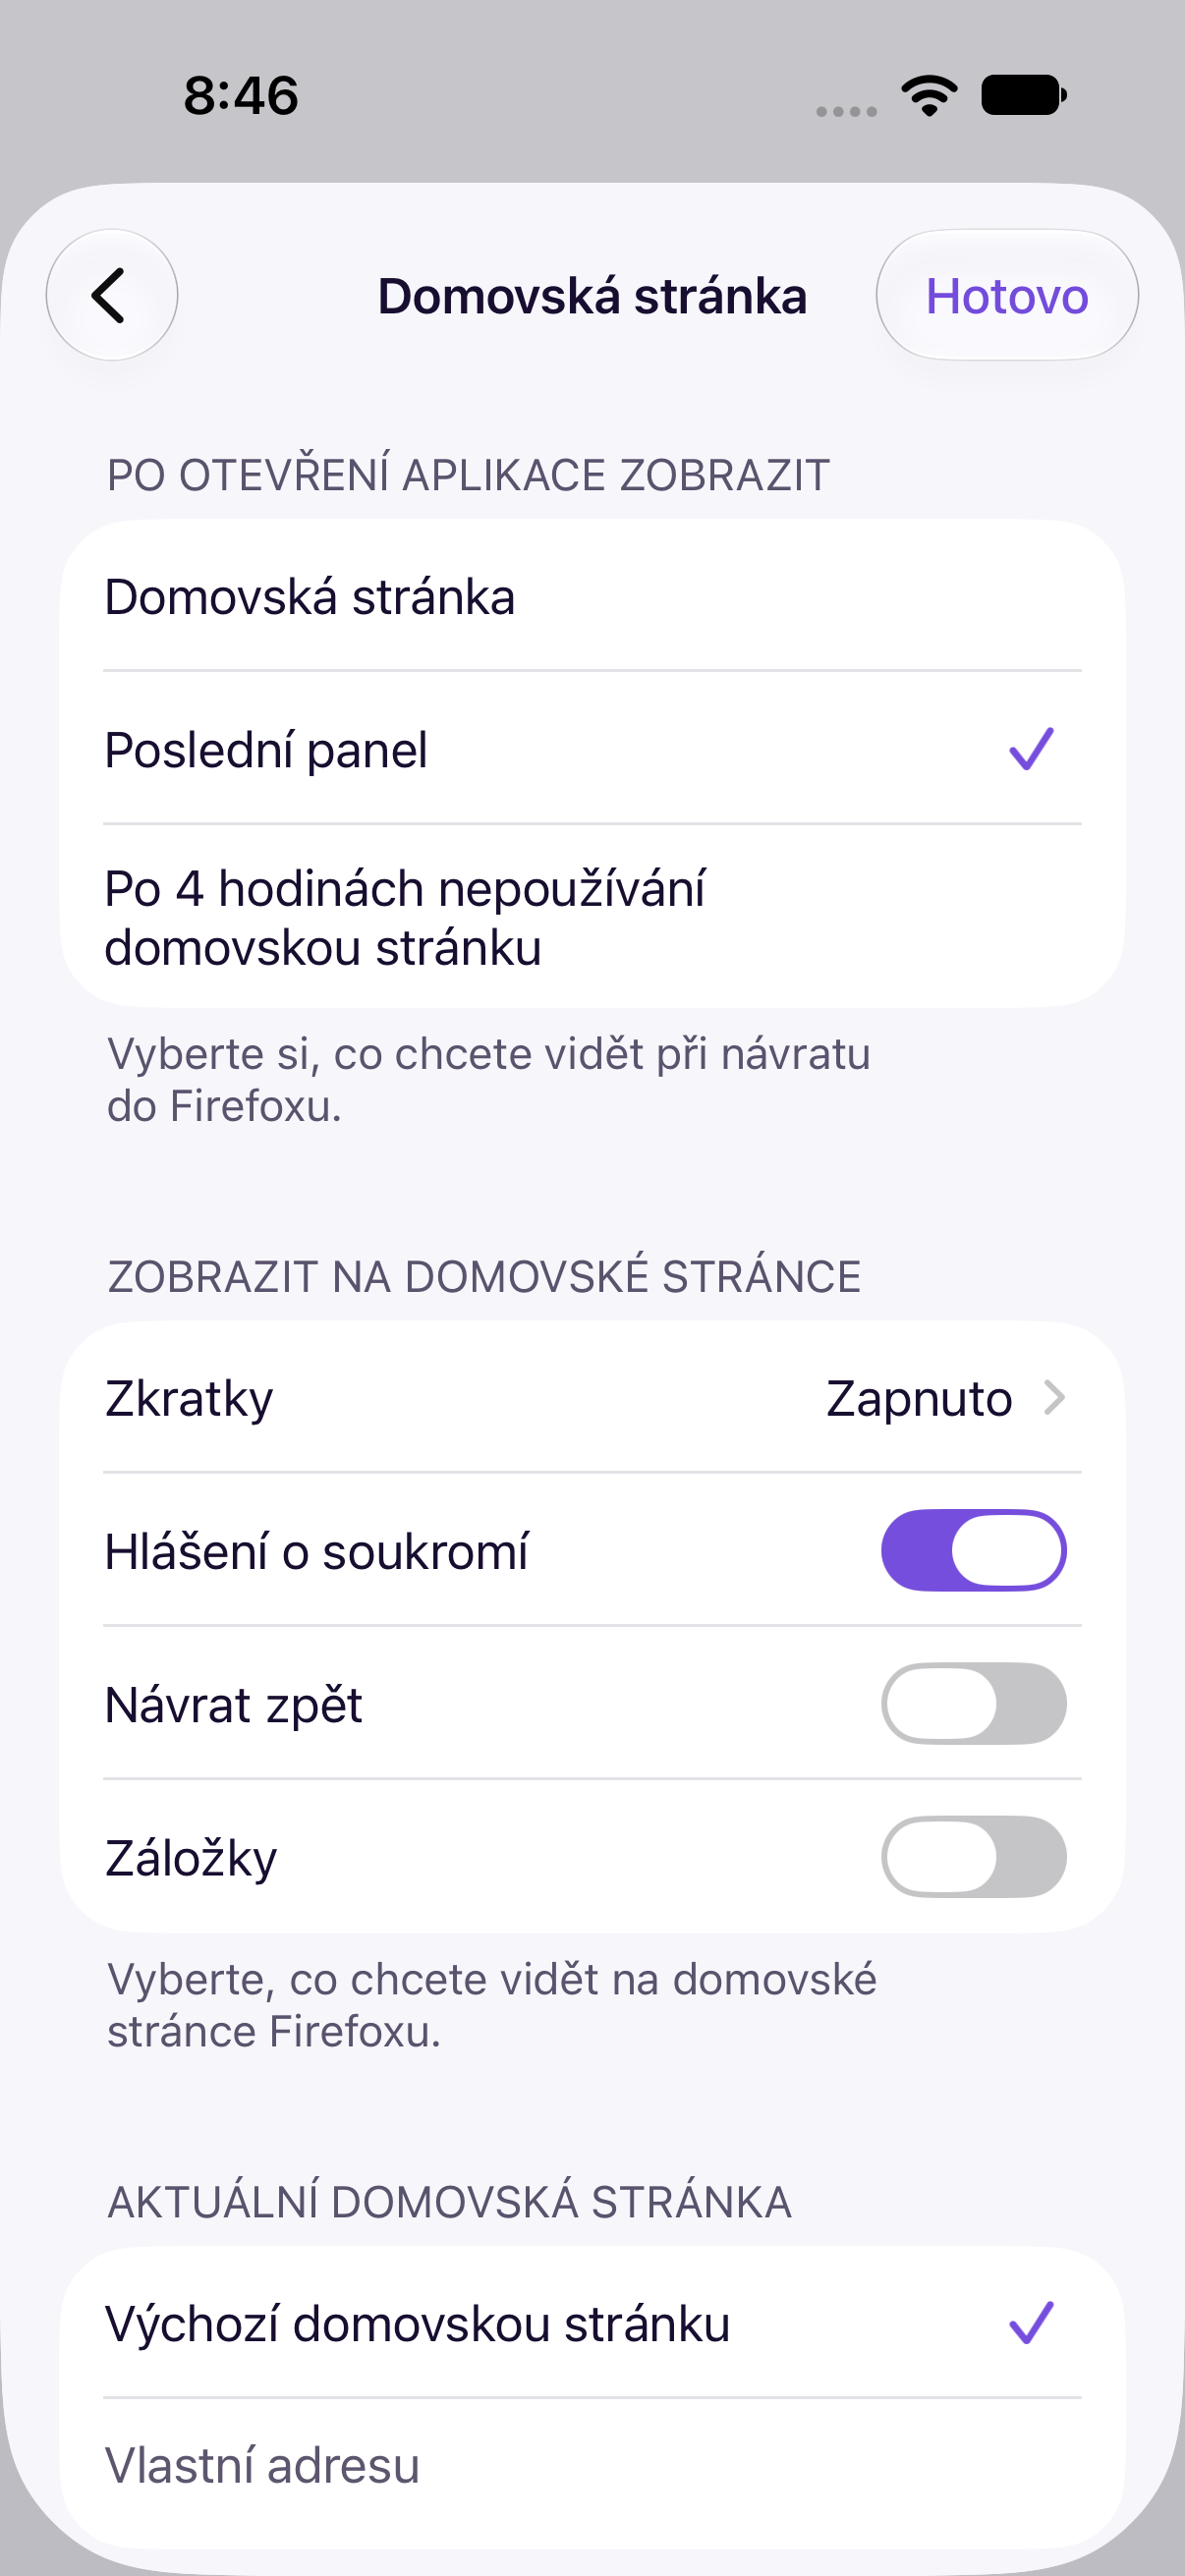 8:46
Domovská stránka
Hotovo
PO OTEVŘENÍ APLIKACE ZOBRAZIT
Domovská stránka
Poslední panel
Po 4 hodinách nepoužívání
domovskou stránku
Vyberte si, co chcete vidět při návratu
do Firefoxu.
ZOBRAZIT NA DOMOVSKÉ STRÁNCE
Zkratky
Zapnuto
Hlášení o soukromí
Návrat zpět
Záložky
Vyberte, co chcete vidět na domovské
stránce Firefoxu.
AKTUÁLNÍ DOMOVSKÁ STRÁNKA
Výchozí domovskou stránku
Vlastní adresu